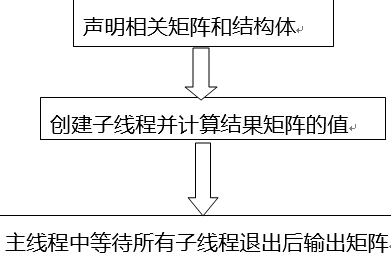 声明相关矩阵和结构体
创建子线程并计算结果矩阵的值
主线程中等待所有子线程退出后输出矩阵